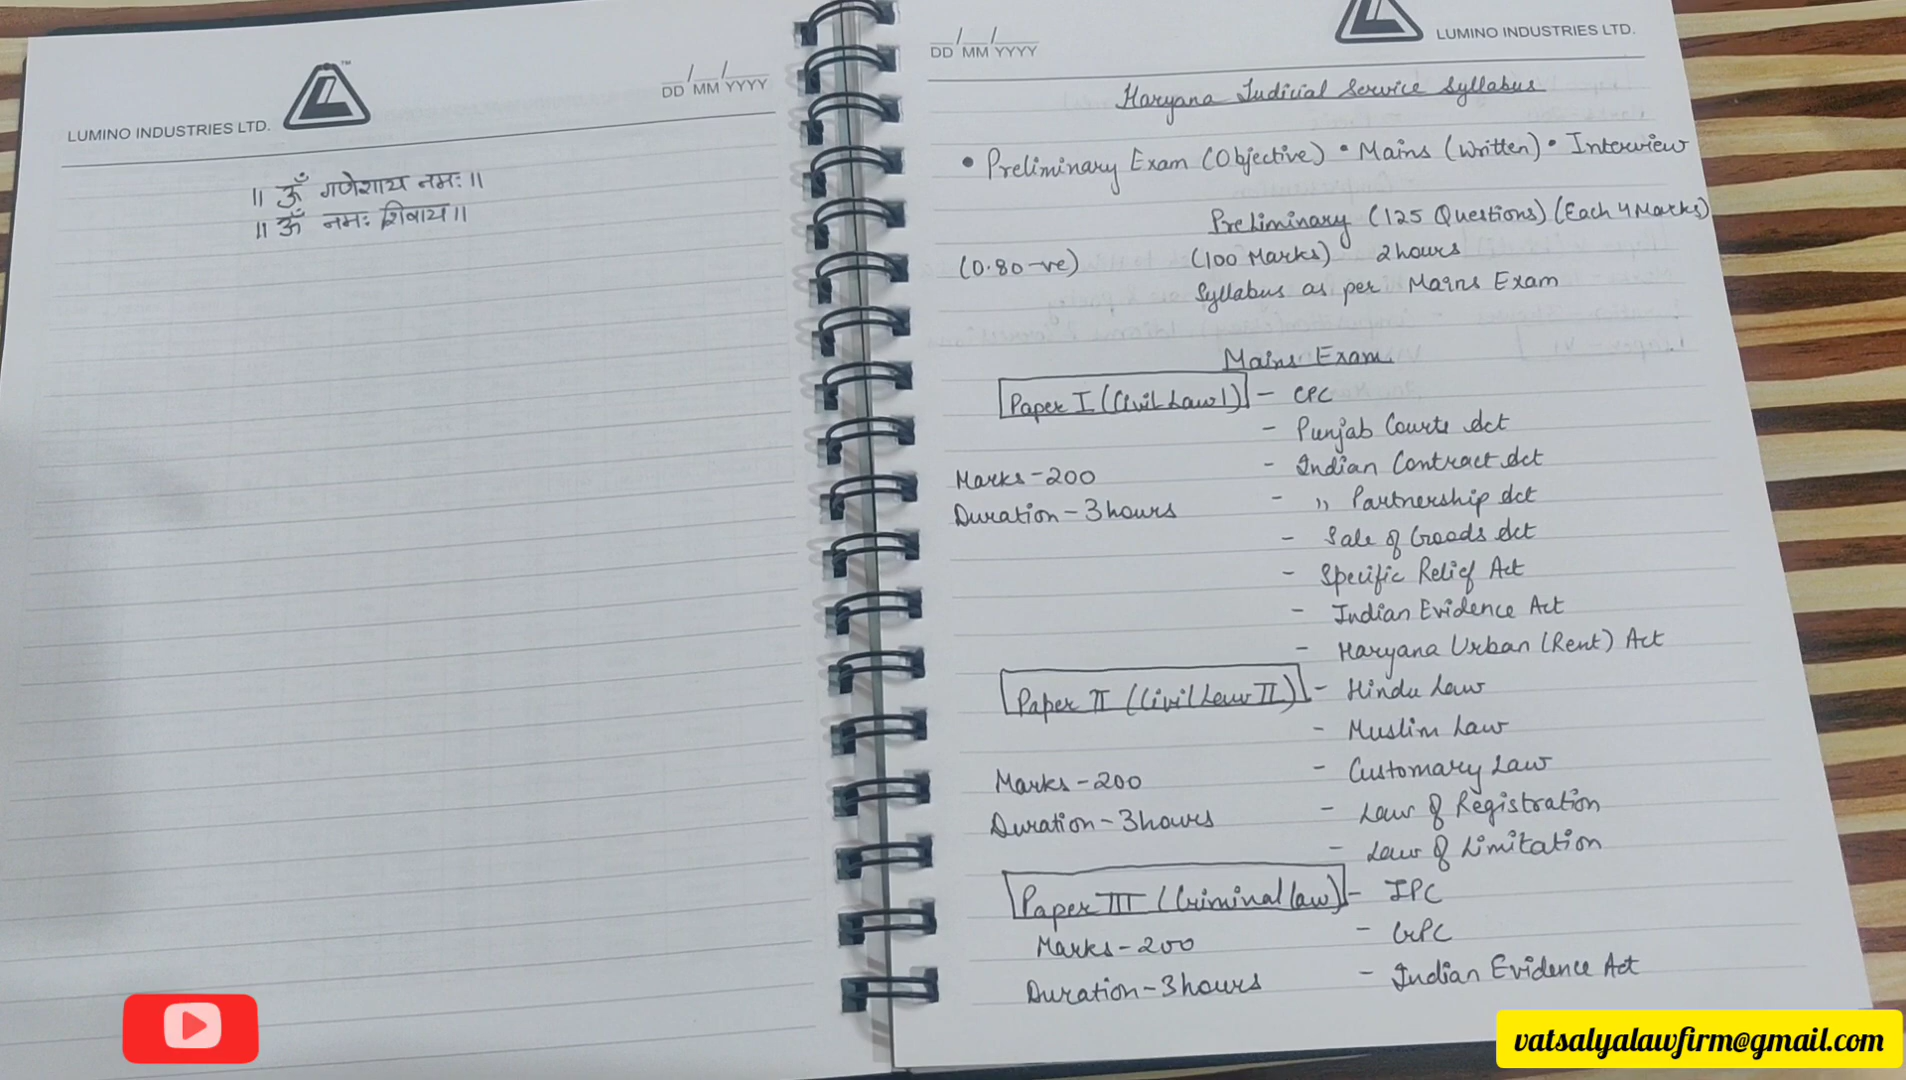 LUMINO INDUSTRIES LTD.
TM
DD/MM/YYYY
॥ ॐ गणेशाय नमः ॥
॥ ॐ नमः शिवाय ॥
DD/MM/YYYY
LUMINO INDUSTRIES LTD.
Haryana Judicial Service Syllabus
• Preliminary Exam (Objective) • Mains (Written) • Interview
Preliminary (125 Questions) (Each 4 Marks)
(0.80-ve) (100 Marks) 2 hours
Syllabus as per Mains Exam
Mains Exam
Paper I (Civil Law I) - CPC
- Punjab Courts Act
Marks - 200 - Indian Contract Act
Duration - 3 hours - ,, Partnership Act
- Sale of Goods Act
- Specific Relief Act
- Indian Evidence Act
- Haryana Urban (Rent) Act
Paper II (Civil Law II) - Hindu Law
- Muslim Law
Marks - 200 - Customary Law
Duration - 3 hours - Law of Registration
- Law of Limitation
Paper III (Criminal Law) - IPC
Marks - 200 - CrPC
Duration - 3 hours - Indian Evidence Act
vatsalyalawfirm@gmail.com